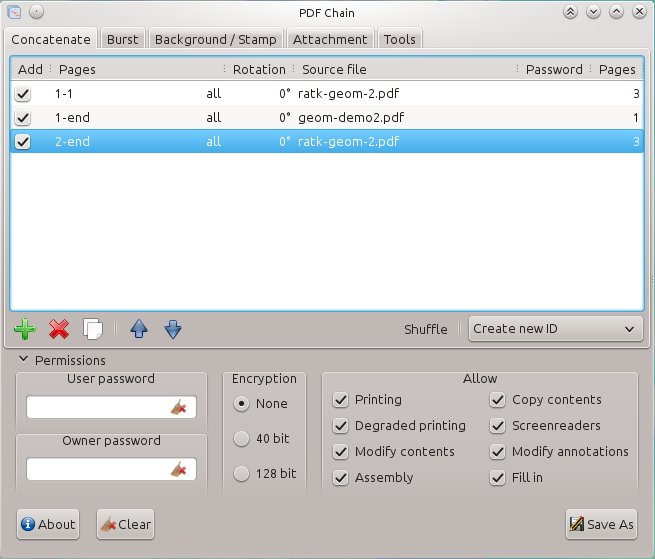 PDF Chain
Concatenate Burst Background / Stamp Attachment Tools
Add Pages Rotation Source file Password Pages
1-1 all 0° ratk-geom-2.pdf 3
1-end all 0° geom-demo2.pdf 1
2-end all 0° ratk-geom-2.pdf 3
Shuffle Create new ID
Permissions
User password Encryption Allow
None Printing Copy contents
Degraded printing Screenreaders
Owner password 40 bit Modify contents Modify annotations
128 bit Assembly Fill in
About Clear Save As